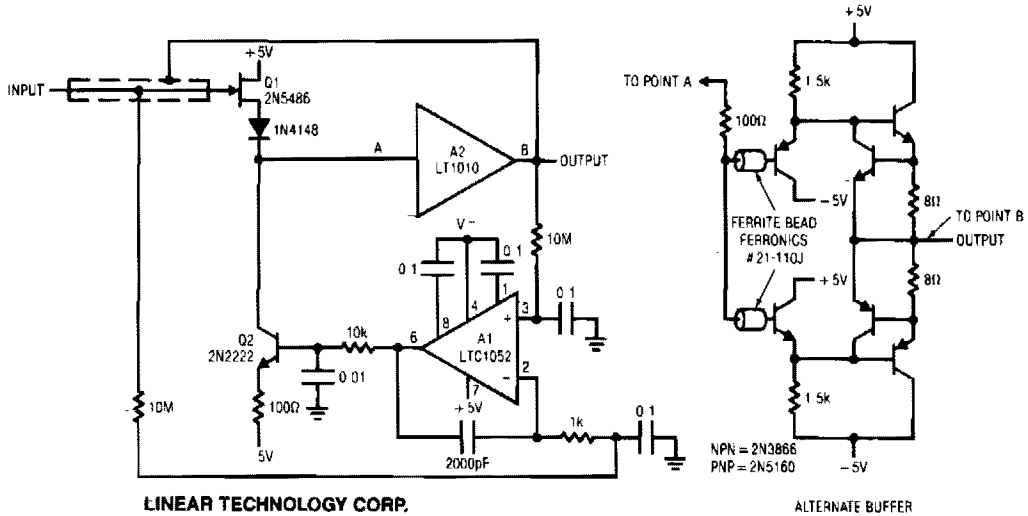 INPUT
+5V
Q1
2N5486
1N4148
A
A2
LT1010
B
OUTPUT
10M
V−
0 1
0 1
1
8
4
3
+
0 1
A1
LTC1052
6
2
−
7
+5V
10k
Q2
2N2222
0 01
100Ω
5V
10M
2000pF
1k
0 1
LINEAR TECHNOLOGY CORP.
+5V
TO POINT A
1 5k
100Ω
−5V
8Ω
FERRITE BEAD
FERRONICS
#21-110J
TO POINT B
OUTPUT
8Ω
+5V
1 5k
NPN = 2N3866
PNP = 2N5160
−5V
ALTERNATE BUFFER